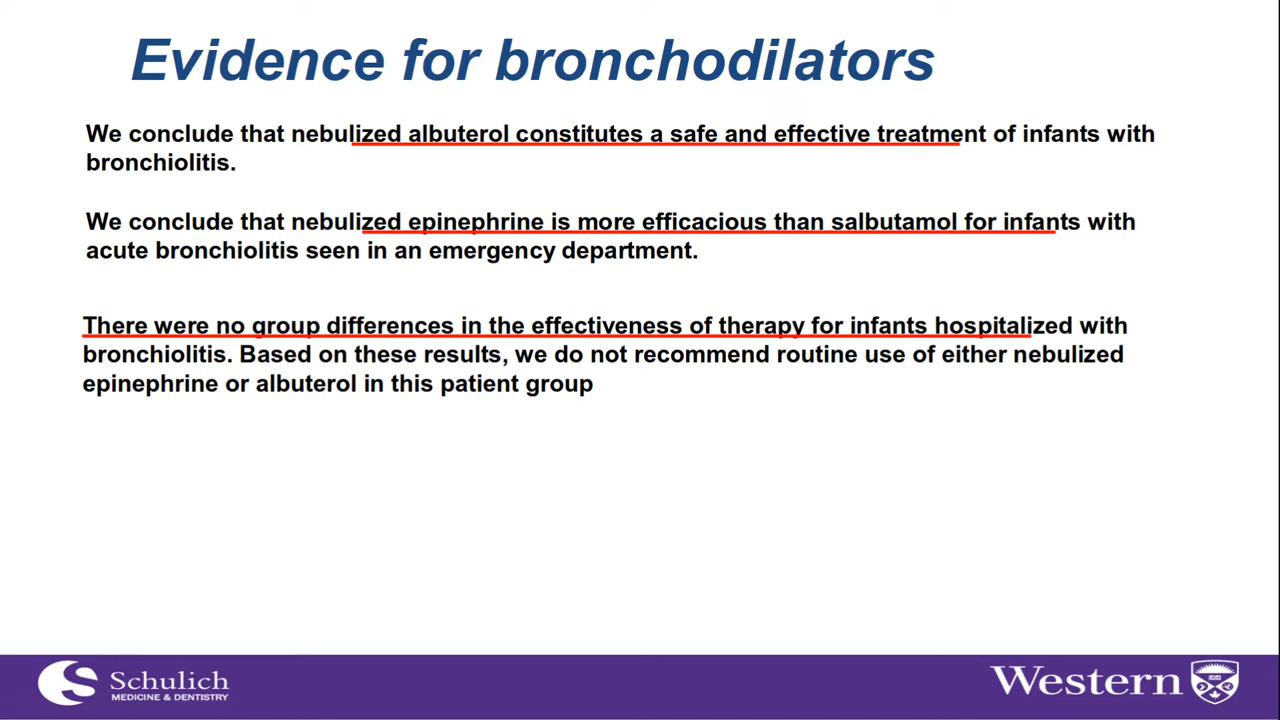 Evidence for bronchodilators
We conclude that nebulized albuterol constitutes a safe and effective treatment of infants with
bronchiolitis.
We conclude that nebulized epinephrine is more efficacious than salbutamol for infants with
acute bronchiolitis seen in an emergency department.
There were no group differences in the effectiveness of therapy for infants hospitalized with
bronchiolitis. Based on these results, we do not recommend routine use of either nebulized
epinephrine or albuterol in this patient group
Schulich
MEDICINE & DENTISTRY
Western